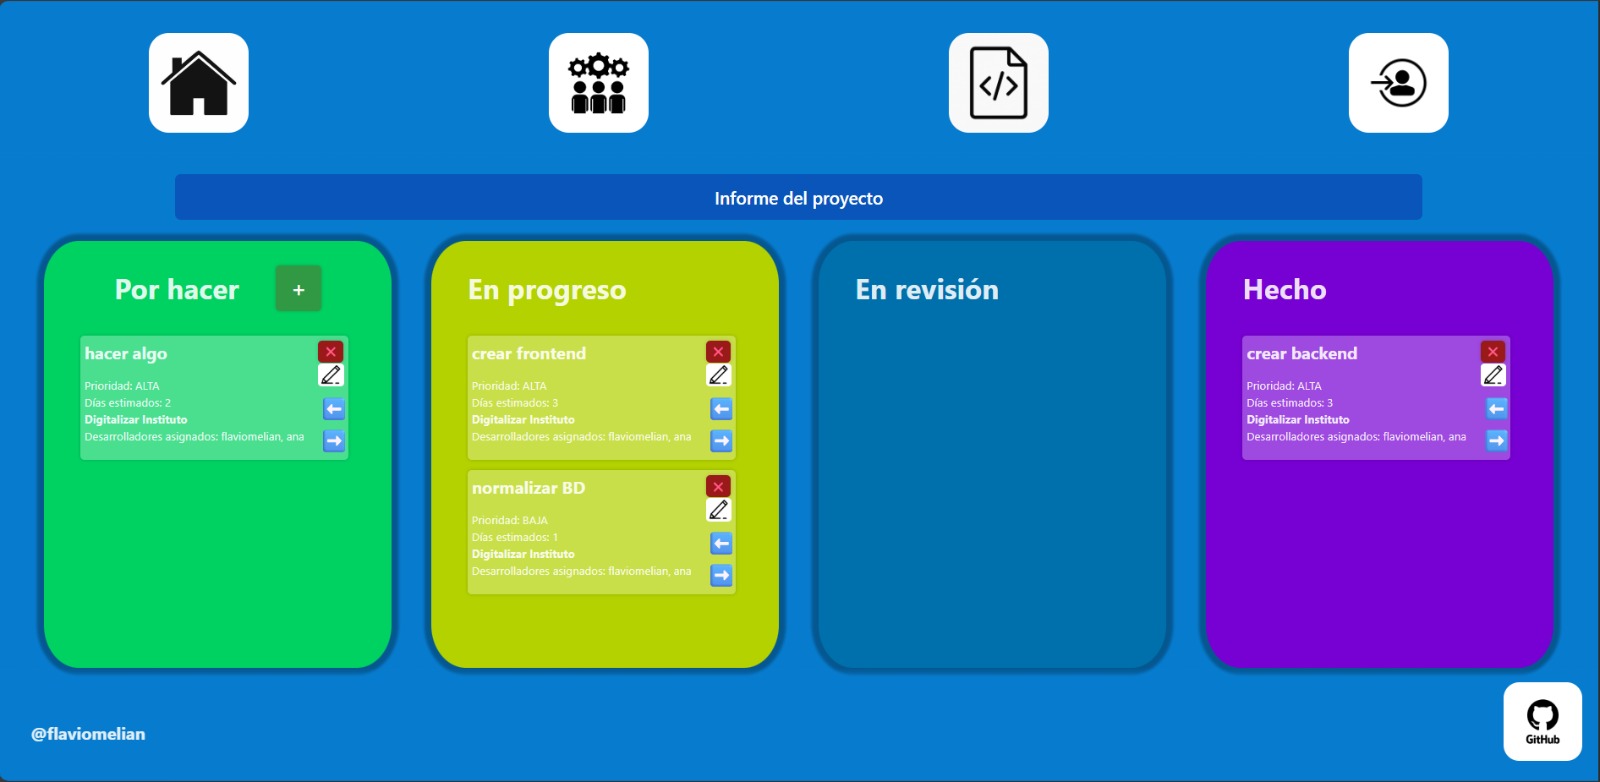 </>
Informe del proyecto
Por hacer
+
hacer algo
Prioridad: ALTA
Días estimados: 2
Digitalizar Instituto
Desarrolladores asignados: flaviomelian, ana
En progreso
crear frontend
Prioridad: ALTA
Días estimados: 3
Digitalizar Instituto
Desarrolladores asignados: flaviomelian, ana
normalizar BD
Prioridad: BAJA
Días estimados: 1
Digitalizar Instituto
Desarrolladores asignados: flaviomelian, ana
En revisión
Hecho
crear backend
Prioridad: ALTA
Días estimados: 3
Digitalizar Instituto
Desarrolladores asignados: flaviomelian, ana
@flaviomelian
GitHub